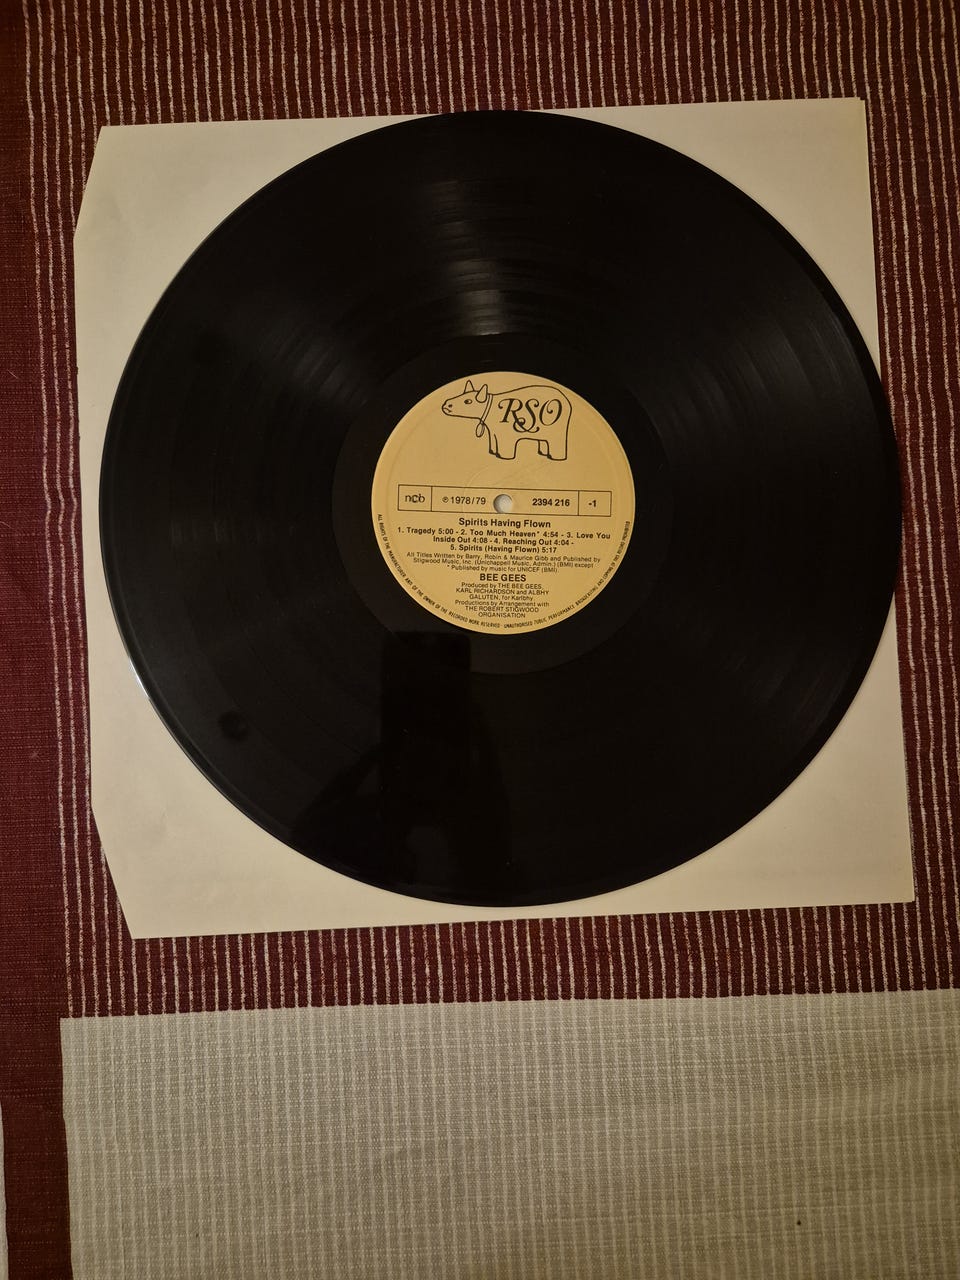 RSO
ncb ℗ 1978/79 2394 216 -1
Spirits Having Flown
1. Tragedy 5:00 - 2. Too Much Heaven* 4:54 - 3. Love You
Inside Out 4:08 - 4. Reaching Out 4:04 -
5. Spirits (Having Flown) 5:17
All Titles Written by Barry, Robin & Maurice Gibb and Published by
Stigwood Music, Inc. (Unichappell Music, Admin.) (BMI) except
* Published by music for UNICEF (BMI)
BEE GEES
Produced by THE BEE GEES,
KARL RICHARDSON and ALBHY
GALUTEN, for Karlbhy
Productions by Arrangement with
THE ROBERT STIGWOOD
ORGANISATION
ALL RIGHTS OF THE MANUFACTURER AND OF THE OWNER OF THE RECORDED WORK RESERVED · UNAUTHORISED PUBLIC PERFORMANCE, BROADCASTING AND COPYING OF THIS RECORD PROHIBITED